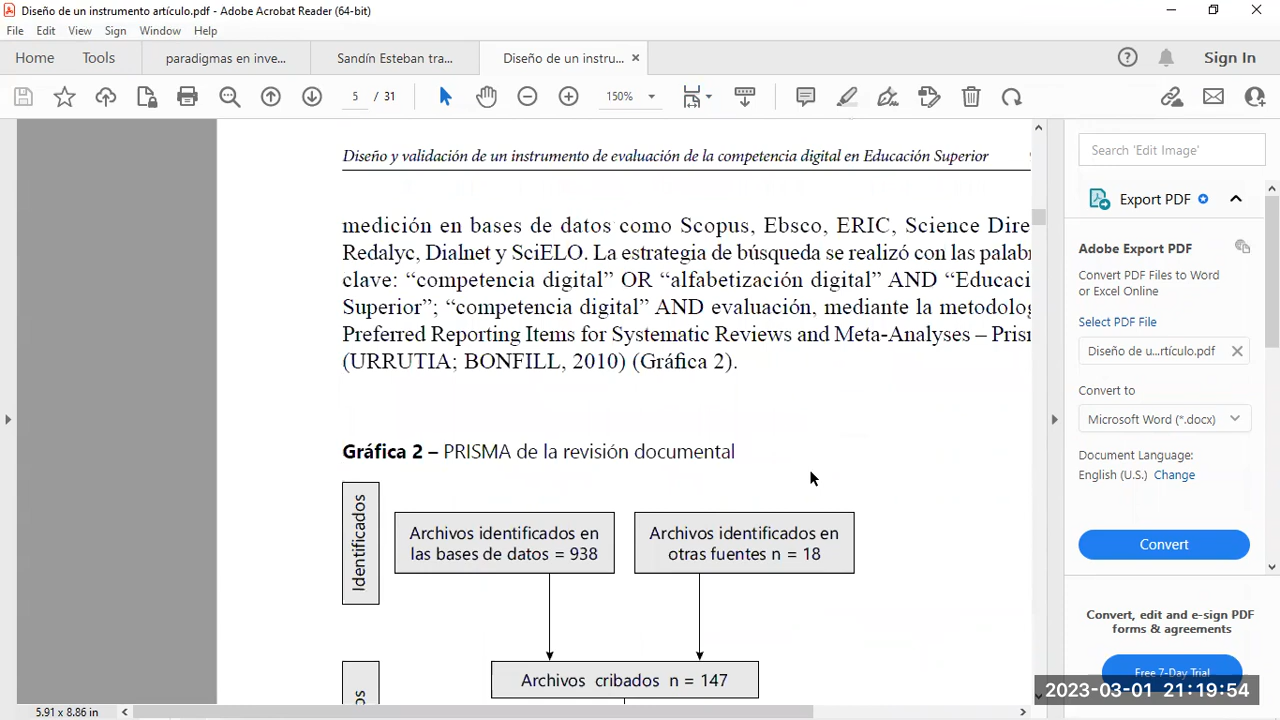 Diseño de un instrumento artículo.pdf - Adobe Acrobat Reader (64-bit)
File Edit View Sign Window Help
Home Tools paradigmas en inve... Sandín Esteban tra... Diseño de un instru... Sign In
5 / 31 150%
Diseño y validación de un instrumento de evaluación de la competencia digital en Educación Superior
medición en bases de datos como Scopus, Ebsco, ERIC, Science Dire
Redalyc, Dialnet y SciELO. La estrategia de búsqueda se realizó con las palabr
clave: “competencia digital” OR “alfabetización digital” AND “Educaci
Superior”; “competencia digital” AND evaluación, mediante la metodolog
Preferred Reporting Items for Systematic Reviews and Meta-Analyses – Prisn
(URRUTIA; BONFILL, 2010) (Gráfica 2).
Gráfica 2 – PRISMA de la revisión documental
Identificados
Archivos identificados en
las bases de datos = 938
Archivos identificados en
otras fuentes n = 18
Archivos cribados n = 147
os
5.91 x 8.86 in
Search 'Edit Image'
Export PDF
Adobe Export PDF
Convert PDF Files to Word
or Excel Online
Select PDF File
Diseño de u...rtículo.pdf
Convert to
Microsoft Word (*.docx)
Document Language:
English (U.S.) Change
Convert
Convert, edit and e-sign PDF
forms & agreements
Free 7-Day Trial
2023-03-01 21:19:54